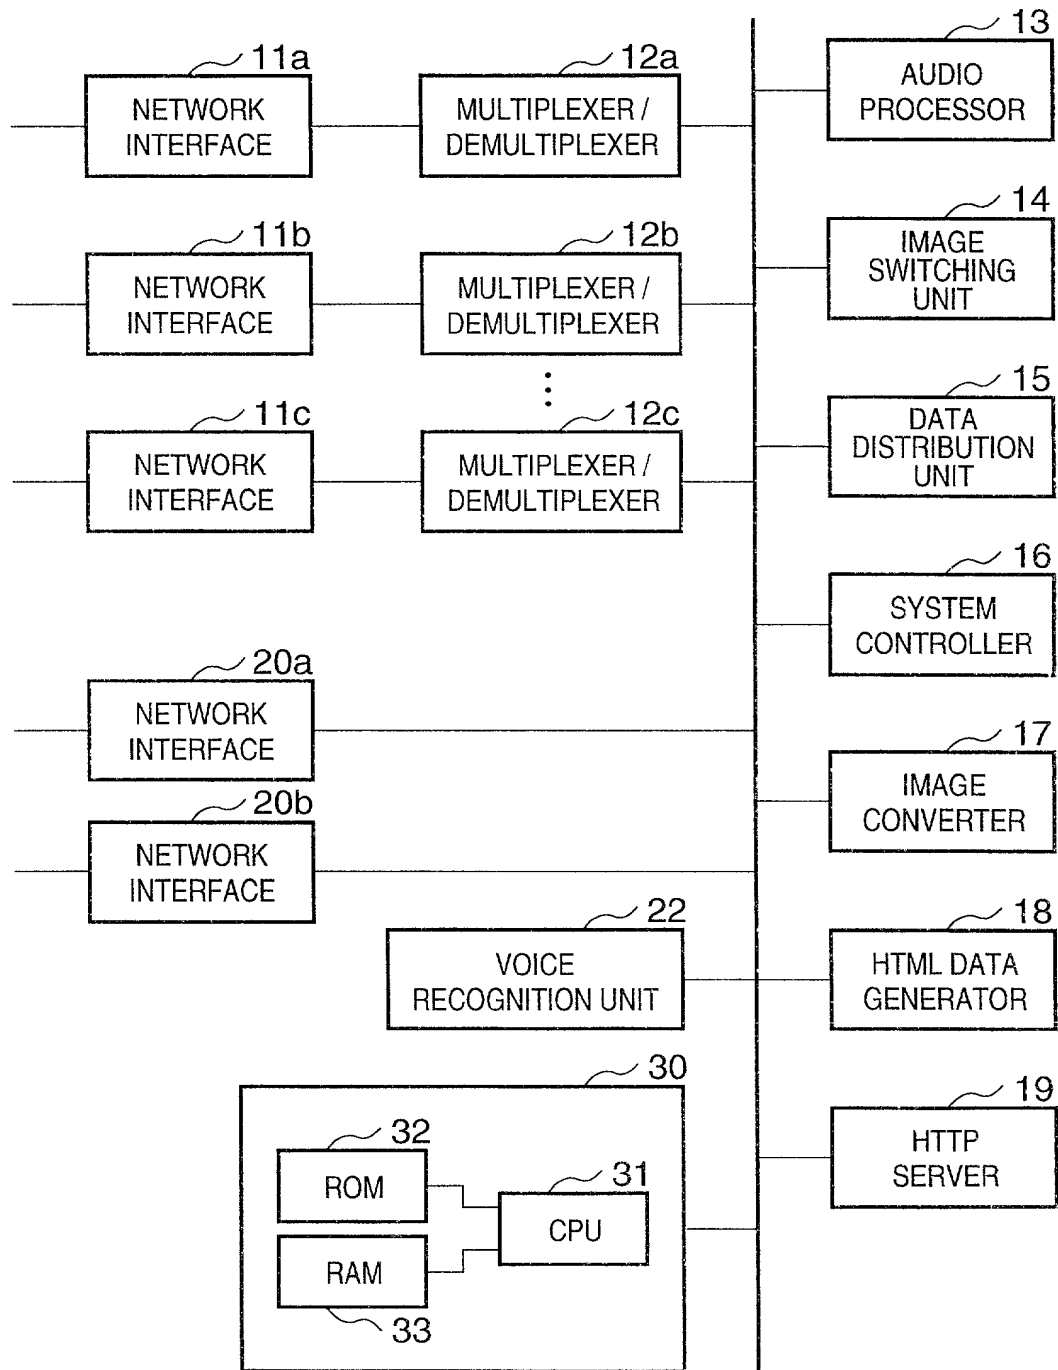 11a
NETWORK
INTERFACE
12a
MULTIPLEXER /
DEMULTIPLEXER
13
AUDIO
PROCESSOR
11b
NETWORK
INTERFACE
12b
MULTIPLEXER /
DEMULTIPLEXER
14
IMAGE
SWITCHING
UNIT
11c
NETWORK
INTERFACE
12c
MULTIPLEXER /
DEMULTIPLEXER
15
DATA
DISTRIBUTION
UNIT
16
SYSTEM
CONTROLLER
20a
NETWORK
INTERFACE
17
IMAGE
CONVERTER
20b
NETWORK
INTERFACE
22
VOICE
RECOGNITION UNIT
18
HTML DATA
GENERATOR
30
32
ROM
31
CPU
RAM
33
19
HTTP
SERVER